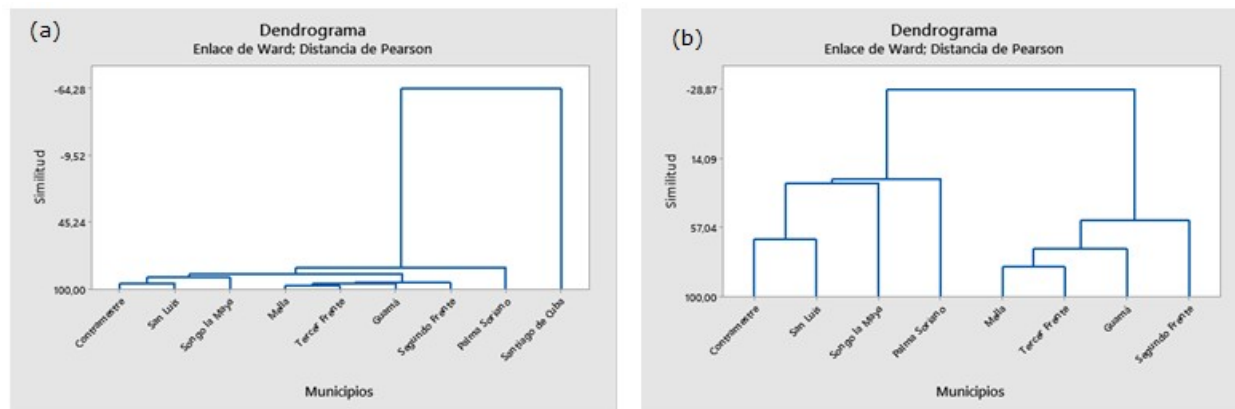 (a)
Dendrograma
Enlace de Ward; Distancia de Pearson
-64,28
-9,52
45,24
100,00
Similitud
Contramestre
San Luis
Songo la Maya
Mella
Tercer Frente
Guamá
Segundo Frente
Palma Soriano
Santiago de Cuba
Municipios
(b)
Dendrograma
Enlace de Ward; Distancia de Pearson
-28,87
14,09
57,04
100,00
Similitud
Contramestre
San Luis
Songo la Maya
Palma Soriano
Mella
Tercer Frente
Guamá
Segundo Frente
Municipios